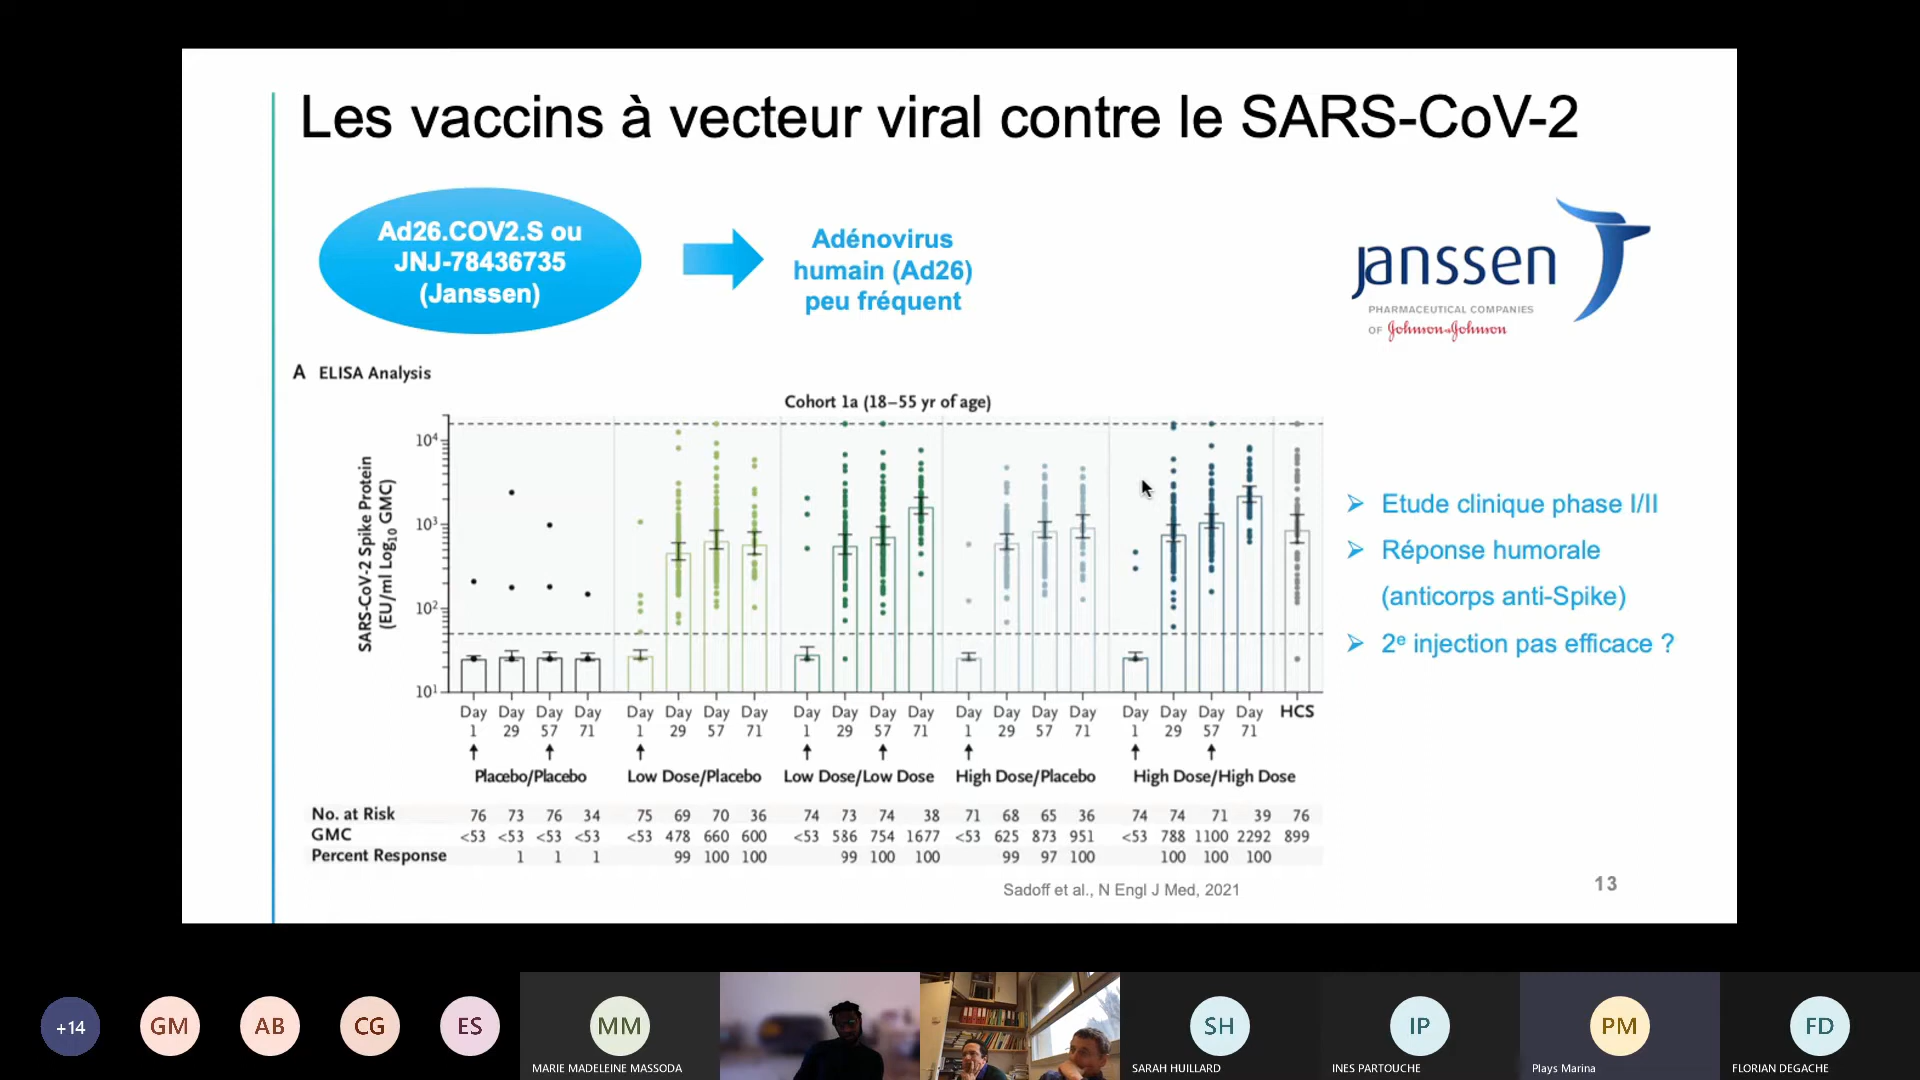 Les vaccins à vecteur viral contre le SARS-CoV-2
Ad26.COV2.S ou
JNJ-78436735
(Janssen)
Adénovirus
humain (Ad26)
peu fréquent
janssen
PHARMACEUTICAL COMPANIES
OF Johnson & Johnson
A ELISA Analysis
Cohort 1a (18–55 yr of age)
SARS-CoV-2 Spike Protein
(EU/ml Log₁₀ GMC)
10⁴
10³
10²
10¹
Day Day Day Day Day Day Day Day Day Day Day Day Day Day Day Day Day Day Day Day HCS
1 29 57 71 1 29 57 71 1 29 57 71 1 29 57 71 1 29 57 71
Placebo/Placebo Low Dose/Placebo Low Dose/Low Dose High Dose/Placebo High Dose/High Dose
No. at Risk 76 73 76 34 75 69 70 36 74 73 74 38 71 68 65 36 74 74 71 39 76
GMC <53 <53 <53 <53 <53 478 660 600 <53 586 754 1677 <53 625 873 951 <53 788 1100 2292 899
Percent Response 1 1 1 99 100 100 99 100 100 99 97 100 100 100 100
Sadoff et al., N Engl J Med, 2021
➢ Etude clinique phase I/II
➢ Réponse humorale
(anticorps anti-Spike)
➢ 2ᵉ injection pas efficace ?
13
+14
GM
AB
CG
ES
MM
MARIE MADELEINE MASSODA
SH
SARAH HUILLARD
IP
INES PARTOUCHE
PM
Plays Marina
FD
FLORIAN DEGACHE